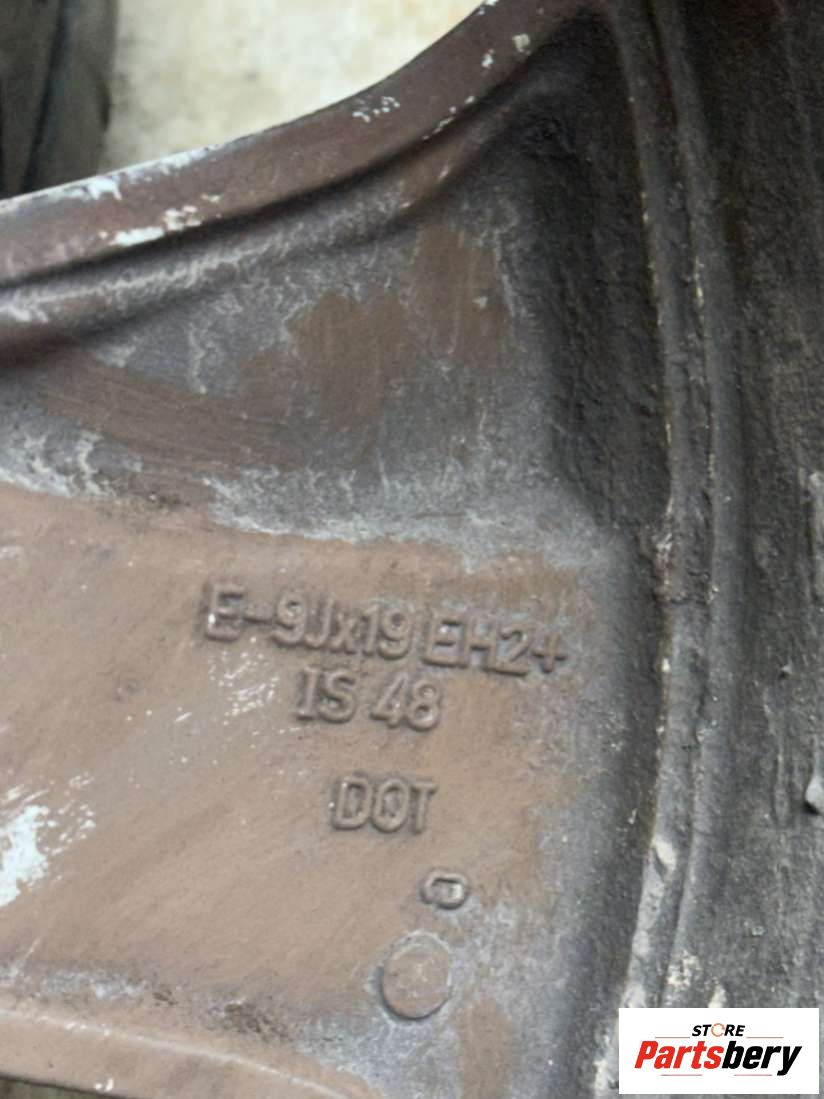 E-9Jx19 EH2+
IS 48
DOT
STORE
Partsbery